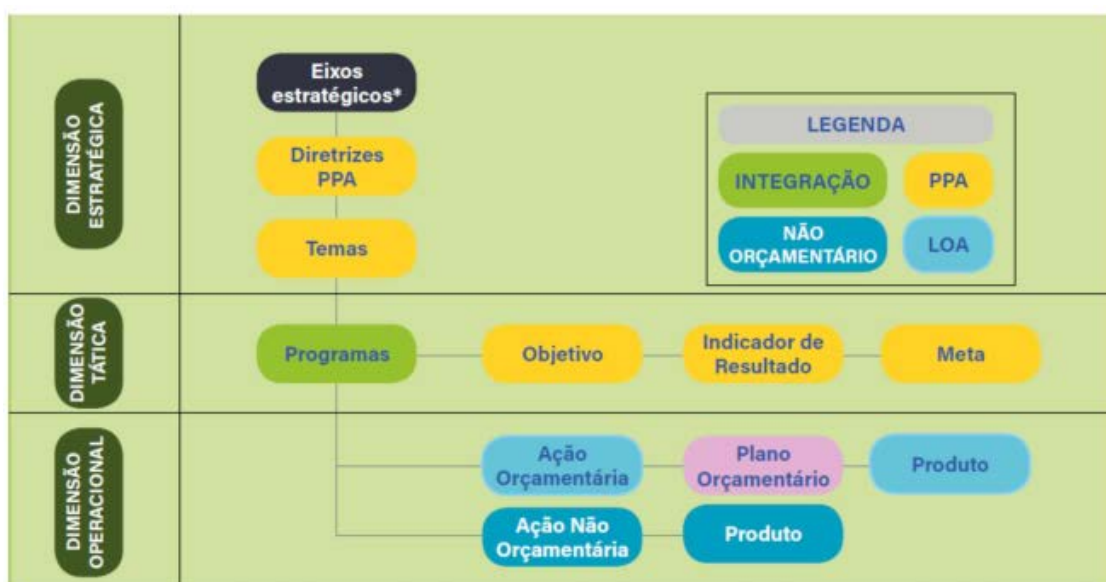 DIMENSÃO
ESTRATÉGICA
Eixos
estratégicos*
Diretrizes
PPA
Temas
LEGENDA
INTEGRAÇÃO
PPA
NÃO
ORÇAMENTÁRIO
LOA
DIMENSÃO
TÁTICA
Programas
Objetivo
Indicador de
Resultado
Meta
DIMENSÃO
OPERACIONAL
Ação
Orçamentária
Plano
Orçamentário
Produto
Ação Não
Orçamentária
Produto